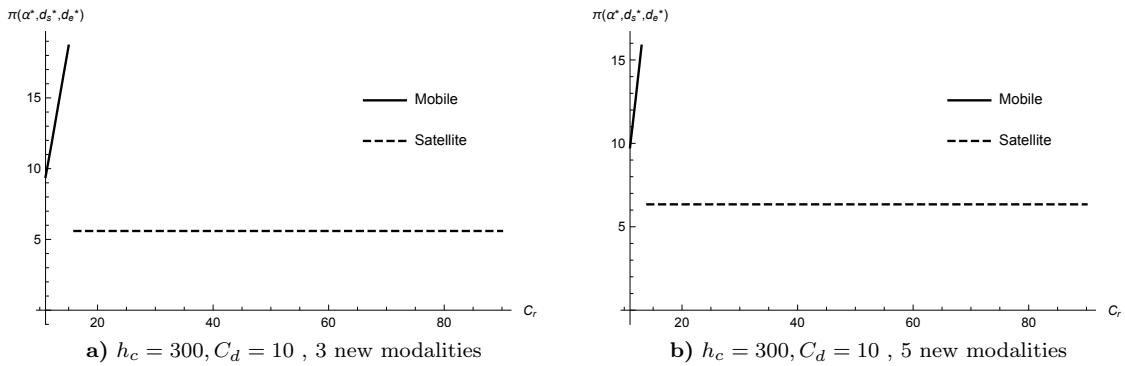 π(α*,d_s*,d_e*)
15
10
5
20
40
60
80
C_r
Mobile
Satellite
a) h_c = 300, C_d = 10 , 3 new modalities
π(α*,d_s*,d_e*)
15
10
5
20
40
60
80
C_r
Mobile
Satellite
b) h_c = 300, C_d = 10 , 5 new modalities